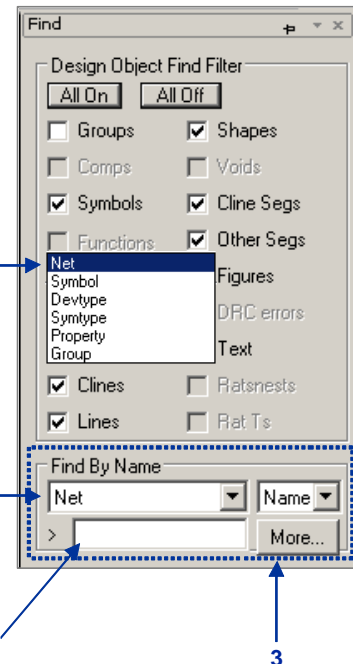 Find
Design Object Find Filter
All On All Off
Groups Shapes
Comps Voids
Symbols Cline Segs
Functions Other Segs
Net
Symbol
Devtype
Symtype
Property
Group
Figures
DRC errors
Text
Clines Ratsnests
Lines Rat Ts
Find By Name
Net Name
> More...
3